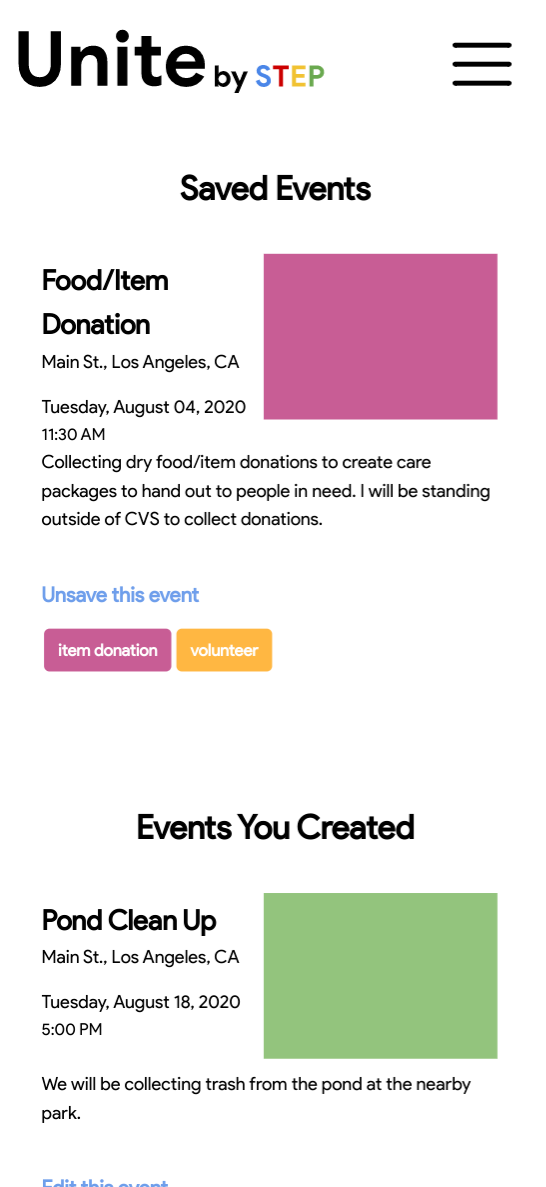 Unite by STEP
Saved Events
Food/Item
Donation
Main St., Los Angeles, CA
Tuesday, August 04, 2020
11:30 AM
Collecting dry food/item donations to create care
packages to hand out to people in need. I will be standing
outside of CVS to collect donations.
Unsave this event
item donation volunteer
Events You Created
Pond Clean Up
Main St., Los Angeles, CA
Tuesday, August 18, 2020
5:00 PM
We will be collecting trash from the pond at the nearby
park.
Edit this event